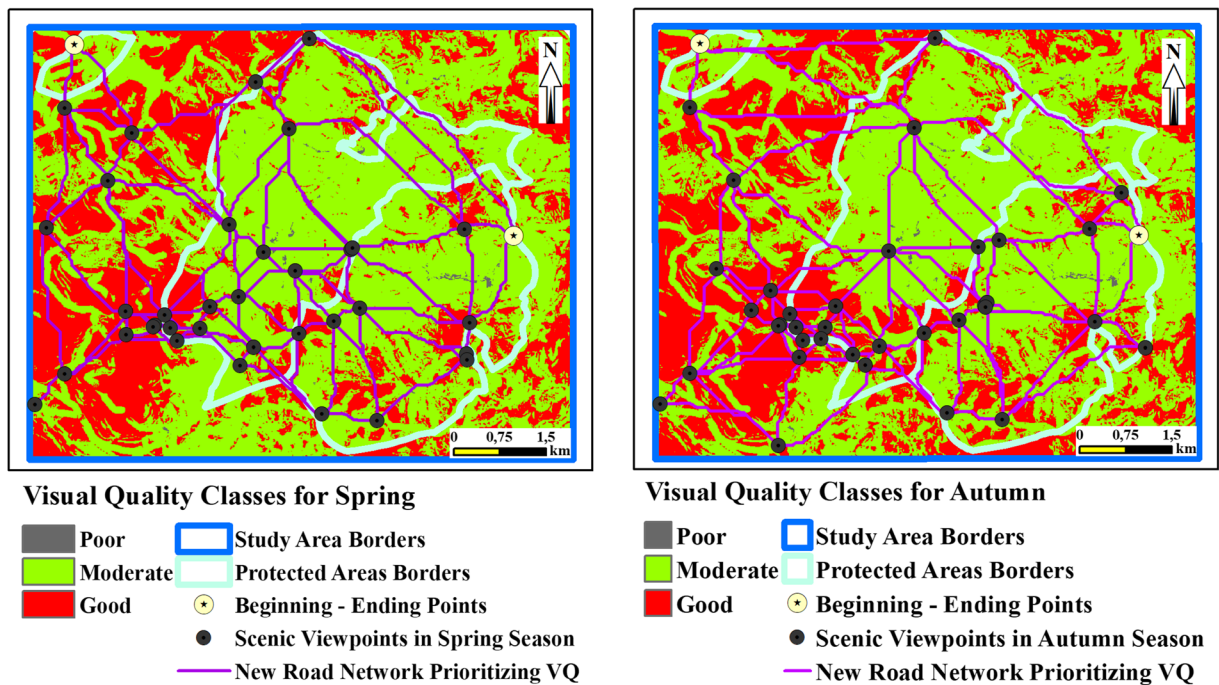 N
0 0,75 1,5
km
Visual Quality Classes for Spring
Poor
Study Area Borders
Moderate
Protected Areas Borders
Good
Beginning - Ending Points
Scenic Viewpoints in Spring Season
New Road Network Prioritizing VQ
N
0 0,75 1,5
km
Visual Quality Classes for Autumn
Poor
Study Area Borders
Moderate
Protected Areas Borders
Good
Beginning - Ending Points
Scenic Viewpoints in Autumn Season
New Road Network Prioritizing VQ